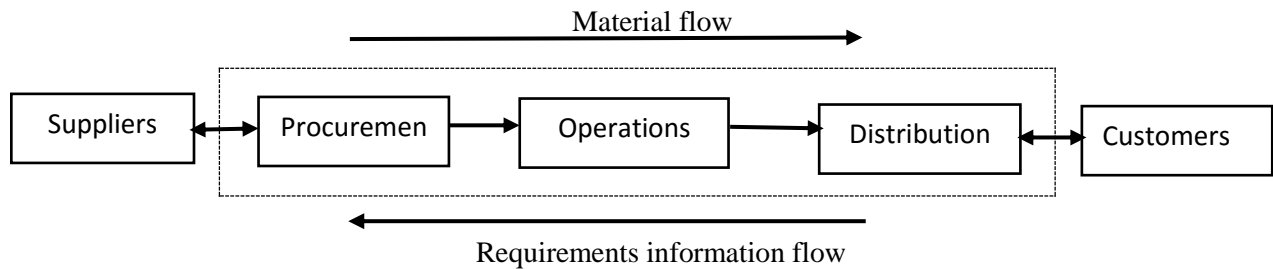 Material flow
Suppliers
Procuremen
Operations
Distribution
Customers
Requirements information flow